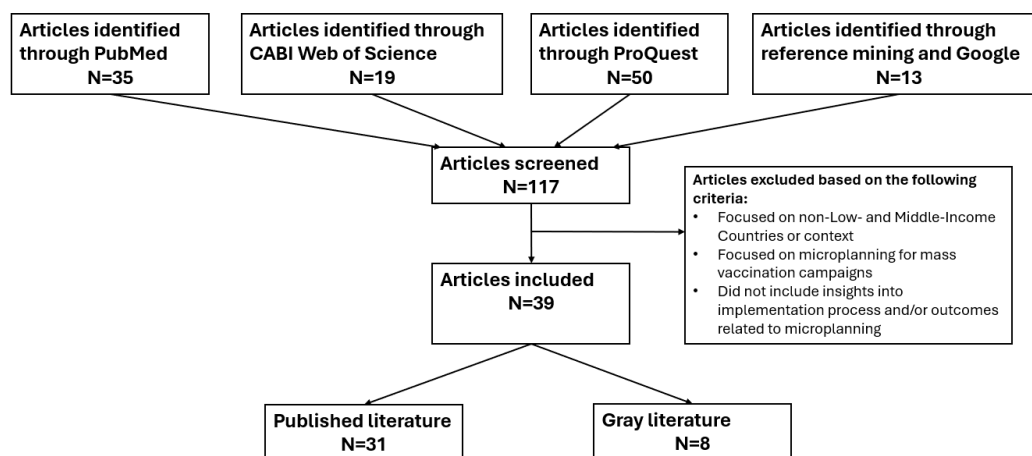 Articles identified
through PubMed
N=35
Articles identified through
CABI Web of Science
N=19
Articles identified
through ProQuest
N=50
Articles identified through
reference mining and Google
N=13
Articles screened
N=117
Articles excluded based on the following
criteria:
• Focused on non-Low- and Middle-Income
Countries or context
• Focused on microplanning for mass
vaccination campaigns
• Did not include insights into
implementation process and/or outcomes
related to microplanning
Articles included
N=39
Published literature
N=31
Gray literature
N=8